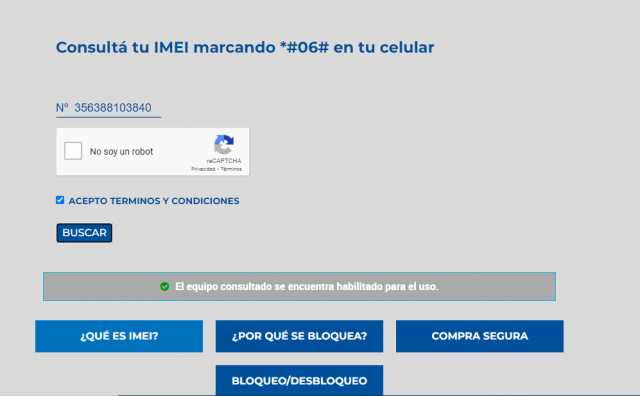 Consultá tu IMEI marcando *#06# en tu celular
Nº 356388103840
No soy un robot
reCAPTCHA
Privacidad - Términos
ACEPTO TERMINOS Y CONDICIONES
BUSCAR
El equipo consultado se encuentra habilitado para el uso.
¿QUÉ ES IMEI? ¿POR QUÉ SE BLOQUEA? COMPRA SEGURA
BLOQUEO/DESBLOQUEO